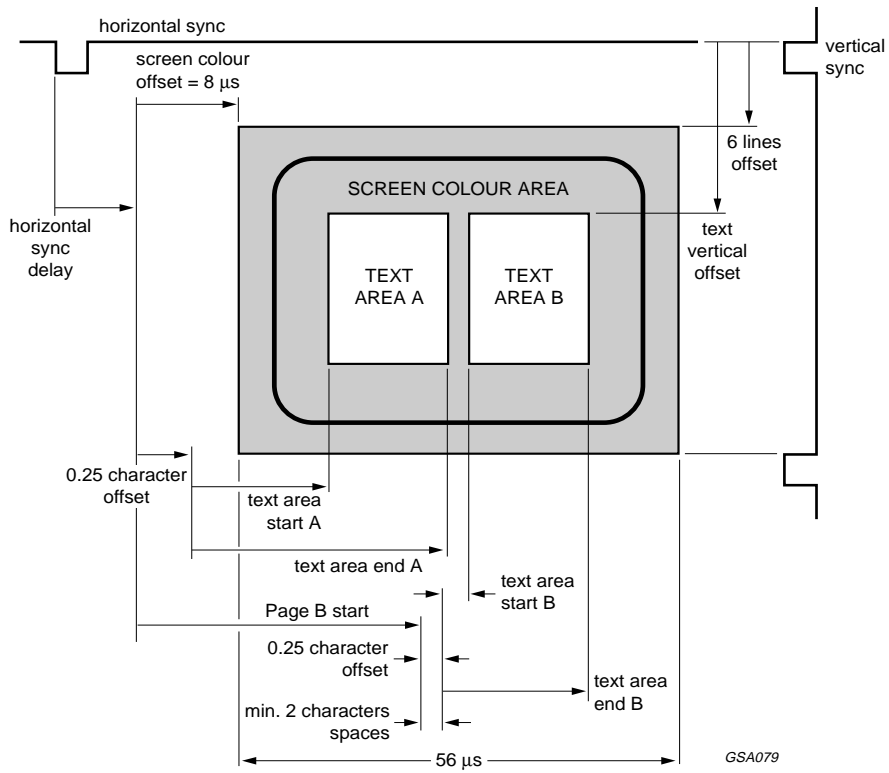 horizontal sync
screen colour
offset = 8 μs
vertical
sync
6 lines
offset
SCREEN COLOUR AREA
horizontal
sync
delay
text
vertical
offset
TEXT
AREA A
TEXT
AREA B
0.25 character
offset
text area
start A
text area end A
text area
start B
Page B start
0.25 character
offset
text area
end B
min. 2 characters
spaces
56 μs
GSA079